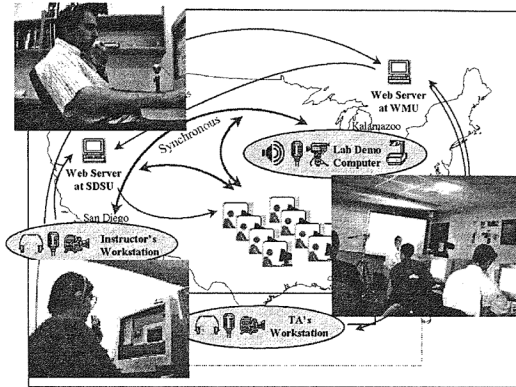 Web Server
at WMU
Kalamazoo
Synchronous
Lab Demo
Computer
Web Server
at SDSU
San Diego
Instructor's
Workstation
TA's
Workstation